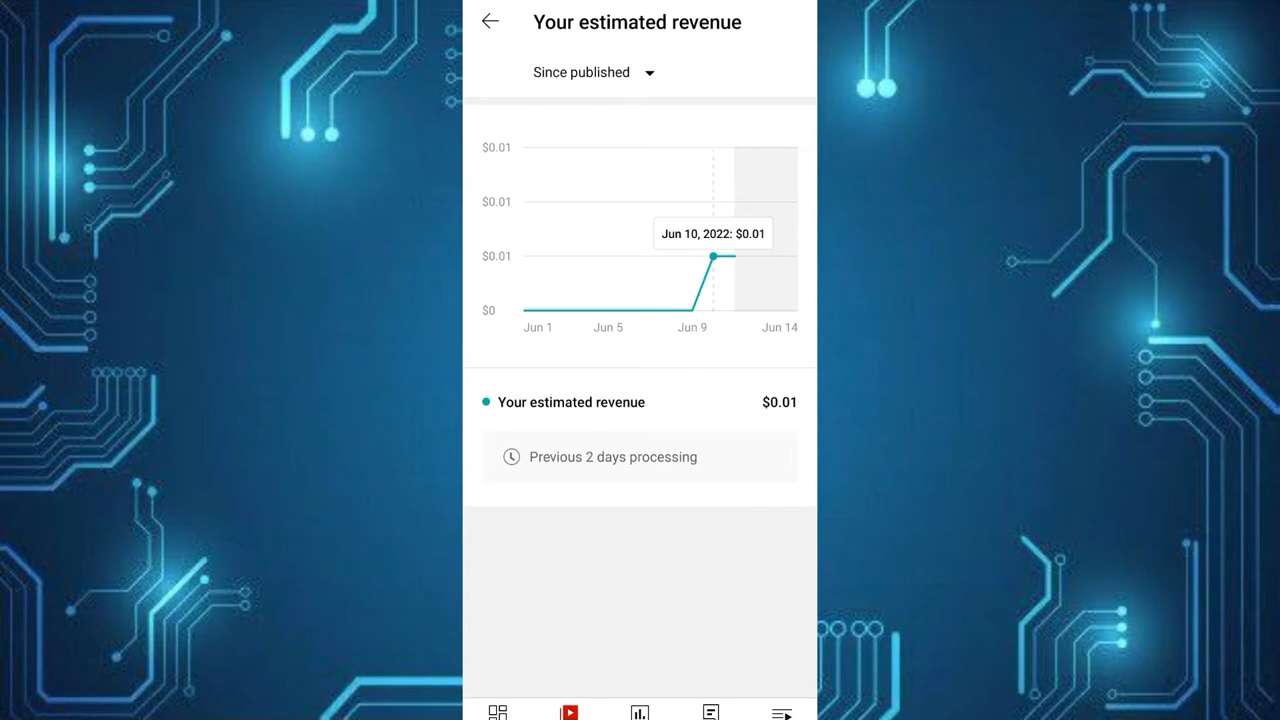 Your estimated revenue
Since published
$0.01
$0.01
Jun 10, 2022: $0.01
$0.01
$0
Jun 1 Jun 5 Jun 9 Jun 14
Your estimated revenue $0.01
Previous 2 days processing